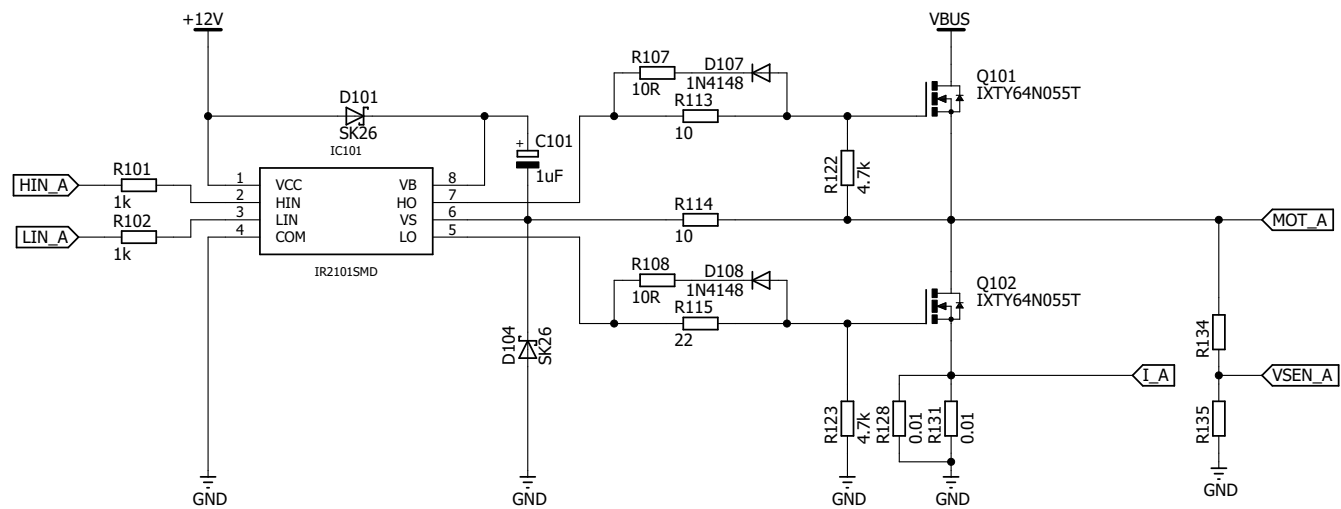 +12V
VBUS
R107
10R
D107
1N4148
Q101
IXTY64N055T
D101
SK26
R113
10
IC101
C101
+
1uF
HIN_A
R101
1k
1
VCC
VB
8
2
HIN
HO
7
R122
4.7k
LIN_A
R102
1k
3
LIN
VS
6
R114
10
MOT_A
4
COM
LO
5
IR2101SMD
R108
10R
D108
1N4148
Q102
IXTY64N055T
R115
22
D104
SK26
R134
I_A
VSEN_A
R123
4.7k
R128
0.01
R131
0.01
R135
GND
GND
GND
GND
GND